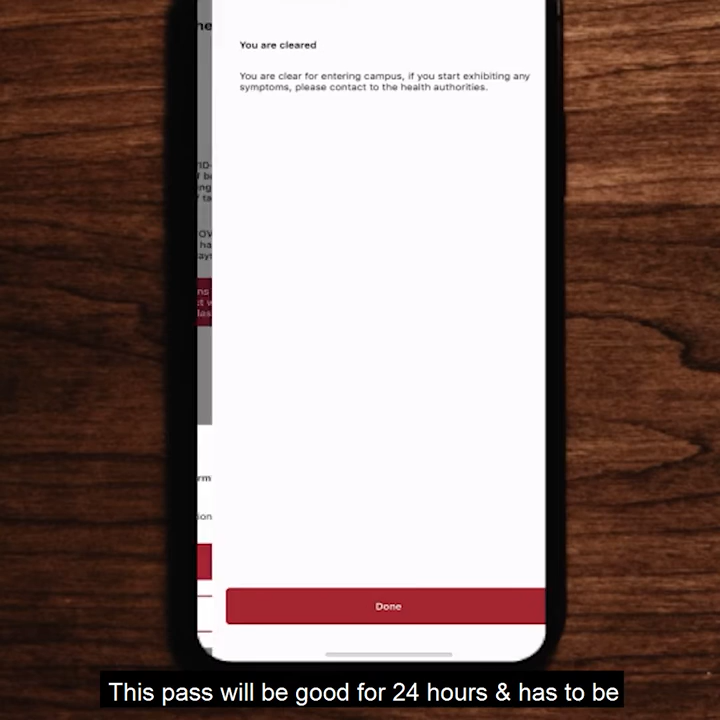 You are cleared
You are clear for entering campus, if you start exhibiting any
symptoms, please contact to the health authorities.
Done
This pass will be good for 24 hours & has to be